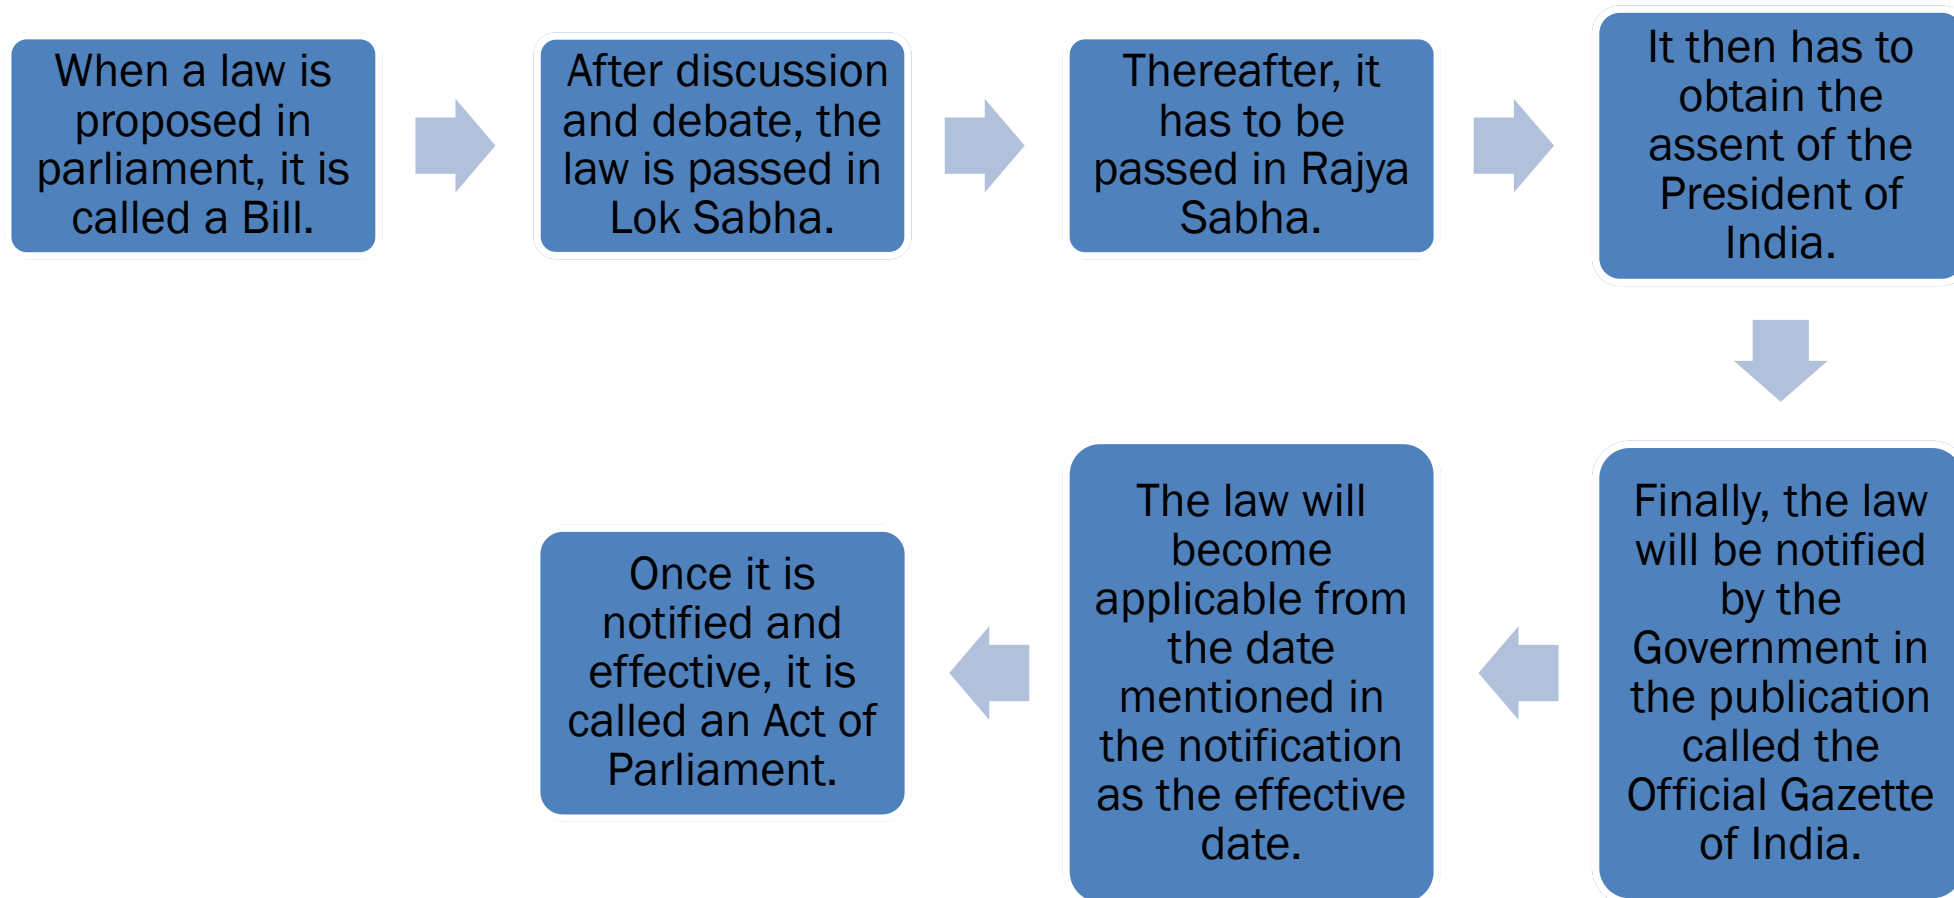 When a law is
proposed in
parliament, it is
called a Bill.
After discussion
and debate, the
law is passed in
Lok Sabha.
Thereafter, it
has to be
passed in Rajya
Sabha.
It then has to
obtain the
assent of the
President of
India.
Finally, the law
will be notified
by the
Government in
the publication
called the
Official Gazette
of India.
The law will
become
applicable from
the date
mentioned in
the notification
as the effective
date.
Once it is
notified and
effective, it is
called an Act of
Parliament.